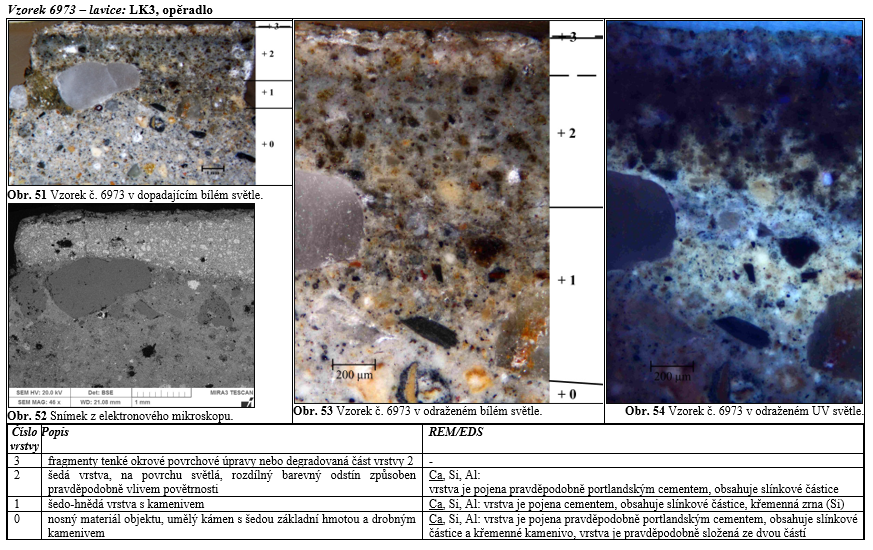 Vzorek 6973 – lavice: LK3, opěradlo
+ 3
+ 2
+ 1
+ 0
Obr. 51 Vzorek č. 6973 v dopadajícím bílém světle.
SEM HV: 20.0 kV
Det: BSE
MIRA3 TESCAN
SEM MAG: 46 x
WD: 21.08 mm
1 mm
Obr. 52 Snímek z elektronového mikroskopu.
+ 3
+ 2
+ 1
+ 0
200 µm
Obr. 53 Vzorek č. 6973 v odraženém bílém světle.
200 µm
Obr. 54 Vzorek č. 6973 v odraženém UV světle.
Číslo vrstvy
Popis
REM/EDS
3
fragmenty tenké okrové povrchové úpravy nebo degradovaná část vrstvy 2
-
2
šedá vrstva, na povrchu světlá, rozdílný barevný odstín způsoben
pravděpodobně vlivem povětrnosti
Ca, Si, Al:
vrstva je pojena pravděpodobně portlandským cementem, obsahuje slínkové částice
1
šedo-hnědá vrstva s kamenivem
Ca, Si, Al: vrstva je pojena cementem, obsahuje slínkové částice, křemenná zrna (Si)
0
nosný materiál objektu, umělý kámen s šedou základní hmotou a drobným
kamenivem
Ca, Si, Al: vrstva je pojena pravděpodobně portlandským cementem, obsahuje slínkové
částice a křemenné kamenivo, vrstva je pravděpodobně složená ze dvou částí